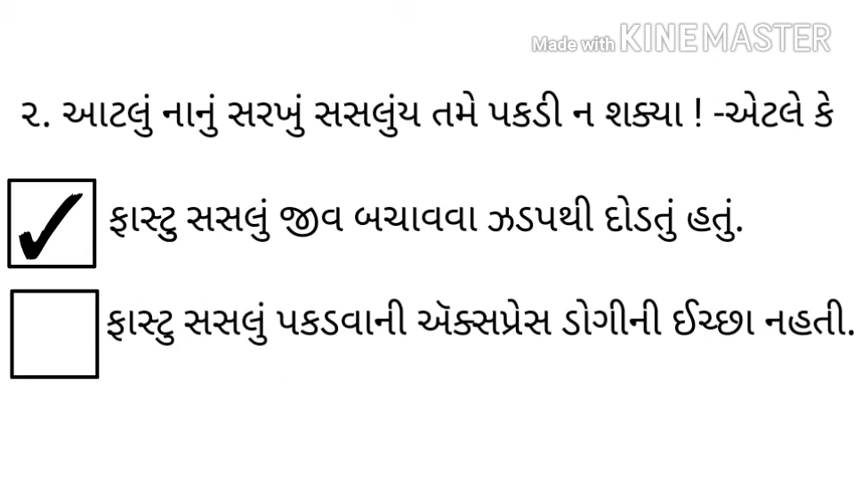 Made with KINEMASTER
૨. આટલું નાનું સરખું સસલુંય તમે પકડી ન શક્યા ! -એટલે કે
ફાસ્ટુ સસલું જીવ બચાવવા ઝડપથી દોડતું હતું.
ફાસ્ટુ સસલું પકડવાની ઍક્સપ્રેસ ડોગીની ઈચ્છા નહતી.